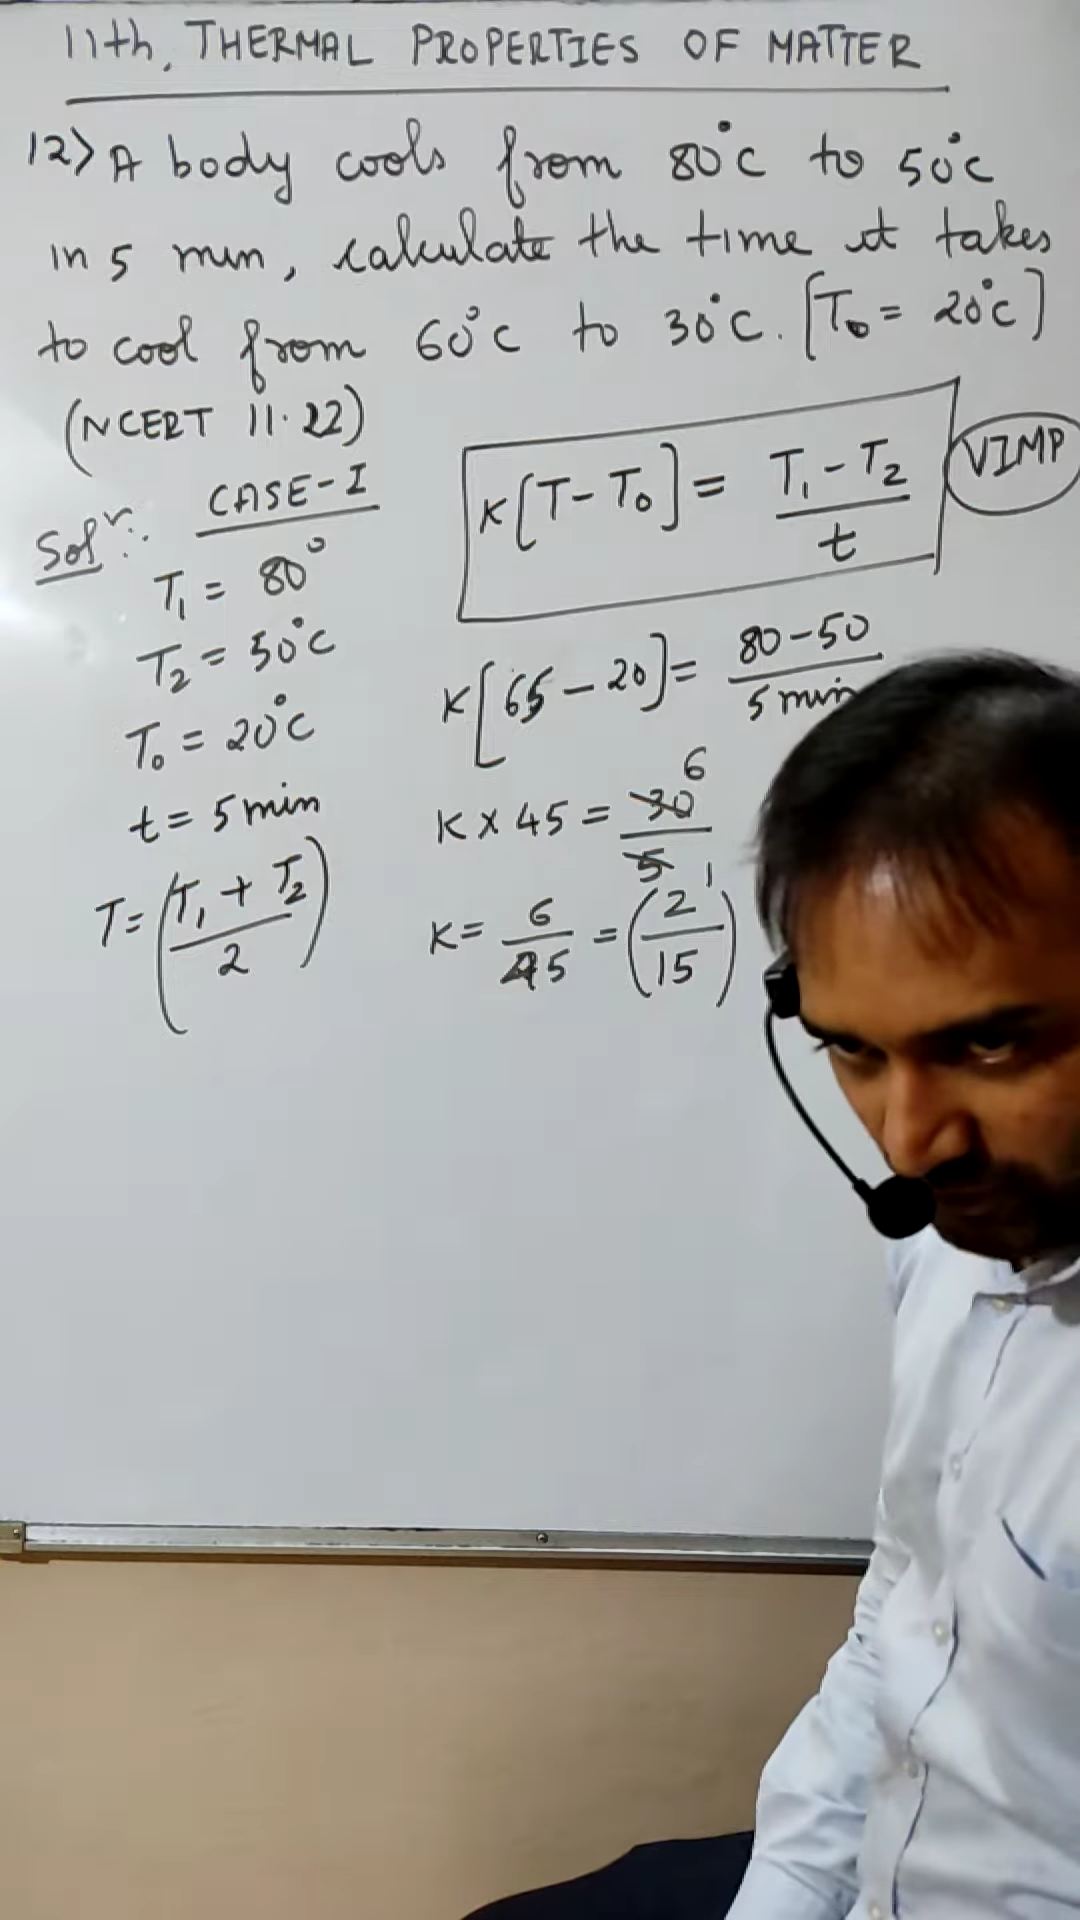 11th, THERMAL PROPERTIES OF MATTER
12> A body cools from 80°C to 50°C
in 5 min, calculate the time it takes
to cool from 60°C to 30°C. [T₀ = 20°C]
(NCERT 11.22)
K[T - T₀] = (T₁ - T₂)/t
VIMP
Solⁿ:
CASE-I
T₁ = 80°
T₂ = 50°C
T₀ = 20°C
t = 5 min
T = ((T₁ + T₂)/2)
K[65 - 20] = (80 - 50)/5 min
K × 45 = 30/5 6 1
K = 6/45 = (2/15)